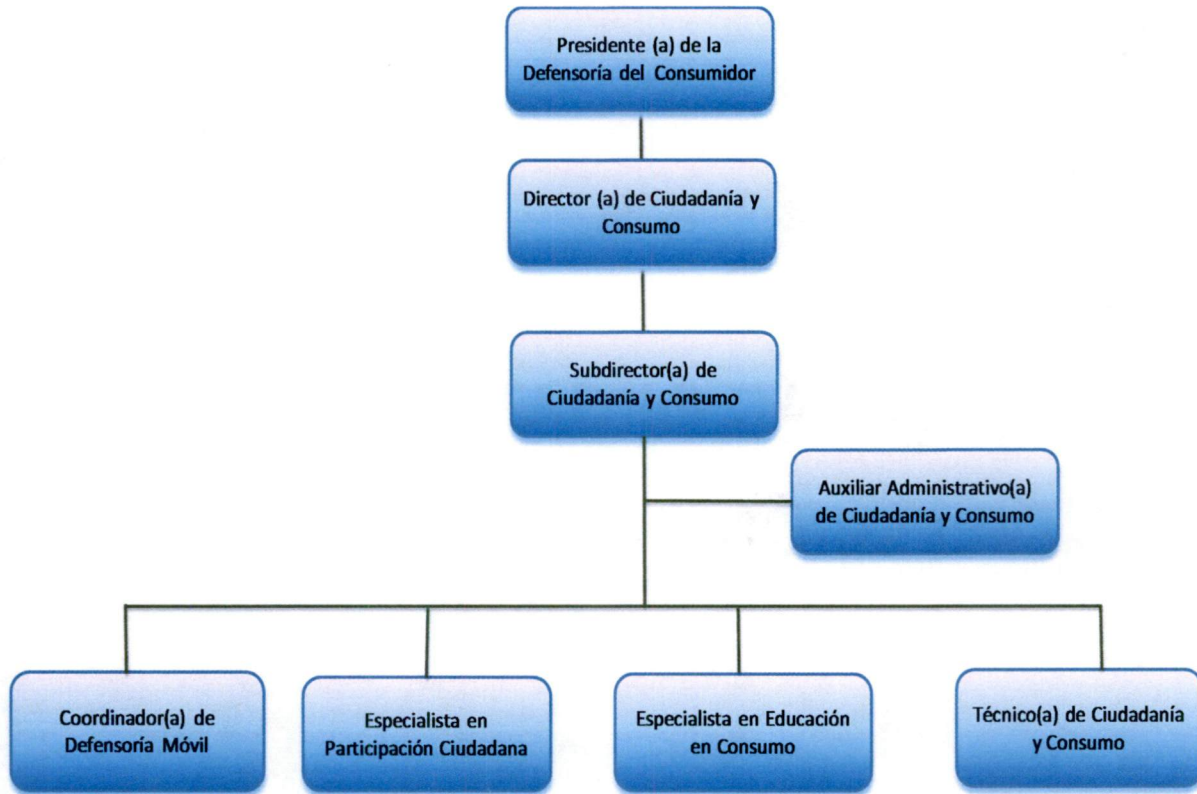 Presidente (a) de la
Defensoría del Consumidor
Director (a) de Ciudadanía y
Consumo
Subdirector(a) de
Ciudadanía y Consumo
Auxiliar Administrativo(a)
de Ciudadanía y Consumo
Coordinador(a) de
Defensoría Móvil
Especialista en
Participación Ciudadana
Especialista en Educación
en Consumo
Técnico(a) de Ciudadanía
y Consumo